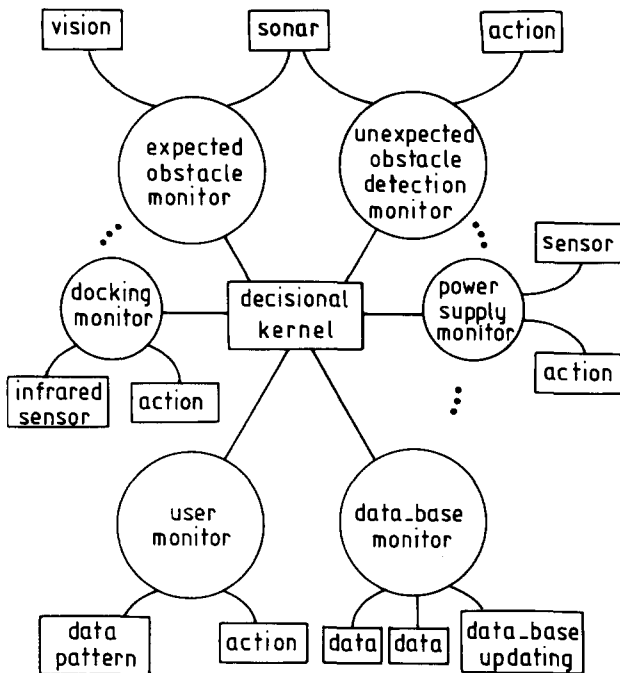 vision
sonar
action
expected
obstacle
monitor
unexpected
obstacle
detection
monitor
sensor
docking
monitor
decisional
kernel
power
supply
monitor
infrared
sensor
action
action
user
monitor
data_base
monitor
data
pattern
action
data
data
data_base
updating